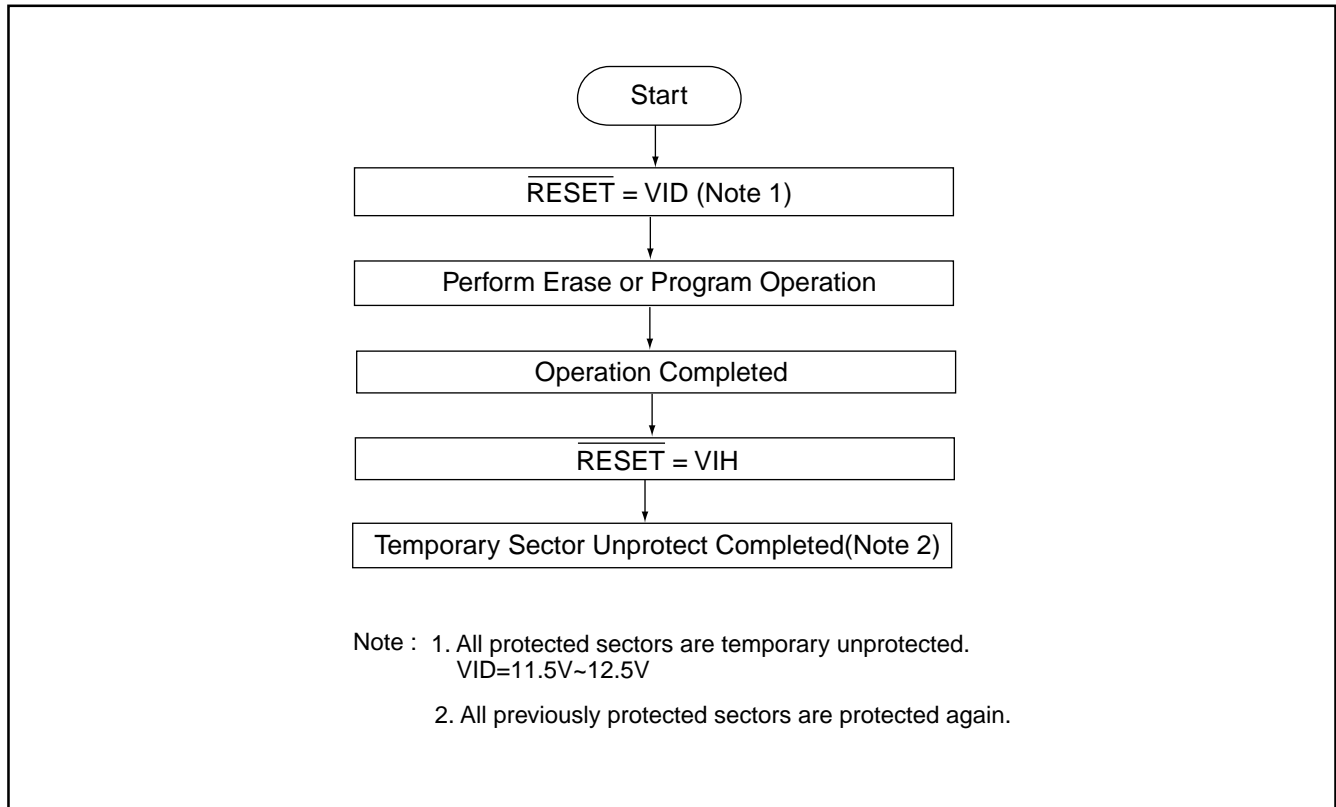 Start
R̅E̅S̅E̅T̅ = VID (Note 1)
Perform Erase or Program Operation
Operation Completed
R̅E̅S̅E̅T̅ = VIH
Temporary Sector Unprotect Completed(Note 2)
Note : 1. All protected sectors are temporary unprotected.
VID=11.5V~12.5V
2. All previously protected sectors are protected again.